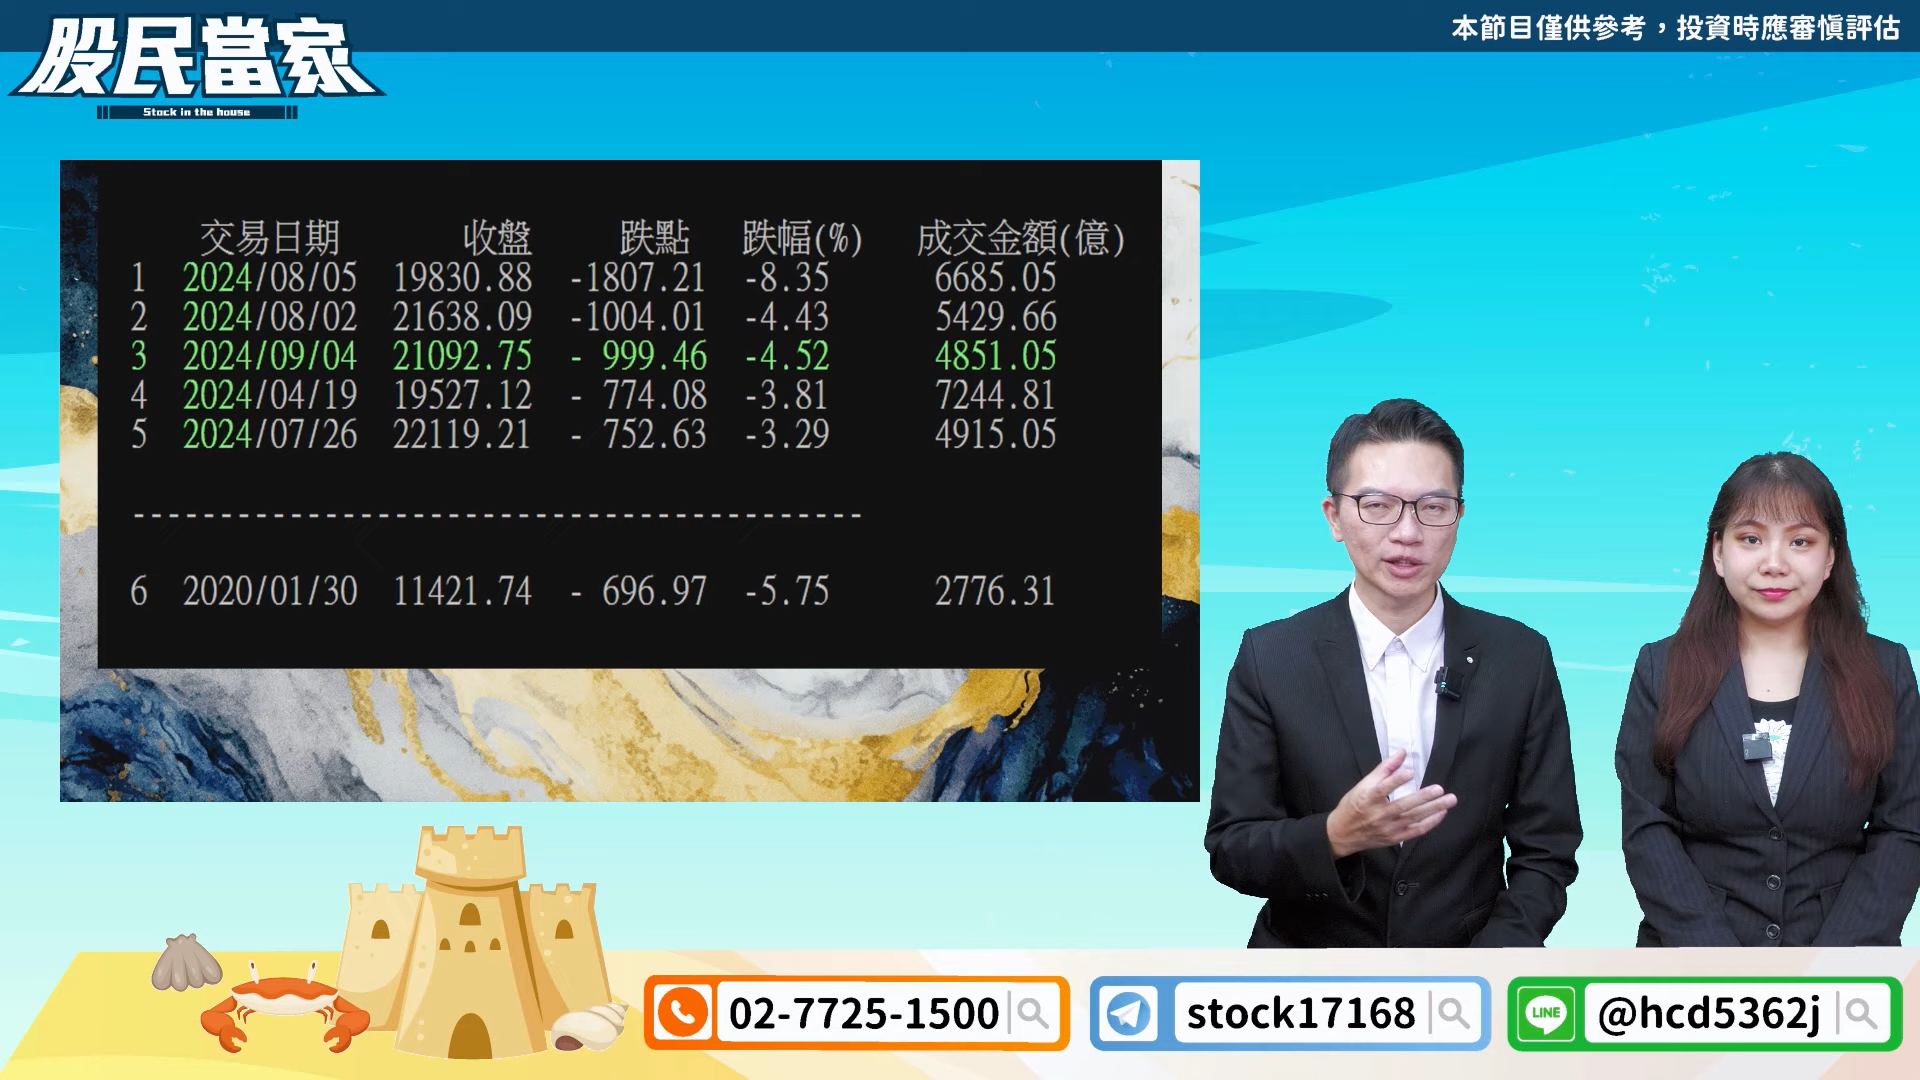 本節目僅供參考，投資時應審慎評估
股民當家
Stock in the house
交易日期 收盤 跌點 跌幅(%) 成交金額(億)
1 2024/08/05 19830.88 -1807.21 -8.35 6685.05
2 2024/08/02 21638.09 -1004.01 -4.43 5429.66
3 2024/09/04 21092.75 - 999.46 -4.52 4851.05
4 2024/04/19 19527.12 - 774.08 -3.81 7244.81
5 2024/07/26 22119.21 - 752.63 -3.29 4915.05
------------------------------------------
6 2020/01/30 11421.74 - 696.97 -5.75 2776.31
02-7725-1500
stock17168
LINE @hcd5362j